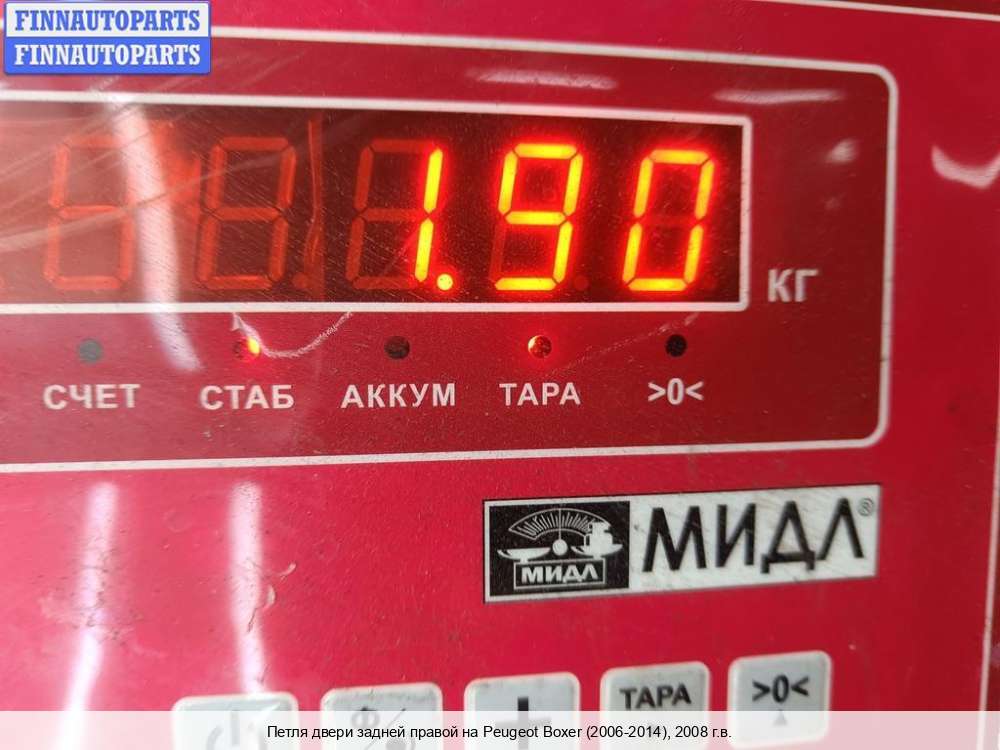 FINNAUTOPARTS
FINNAUTOPARTS
1.90
КГ
СЧЕТ СТАБ АККУМ ТАРА >0<
МИДЛ МИДЛ®
ТАРА >0<
Петля двери задней правой на Peugeot Boxer (2006-2014), 2008 г.в.